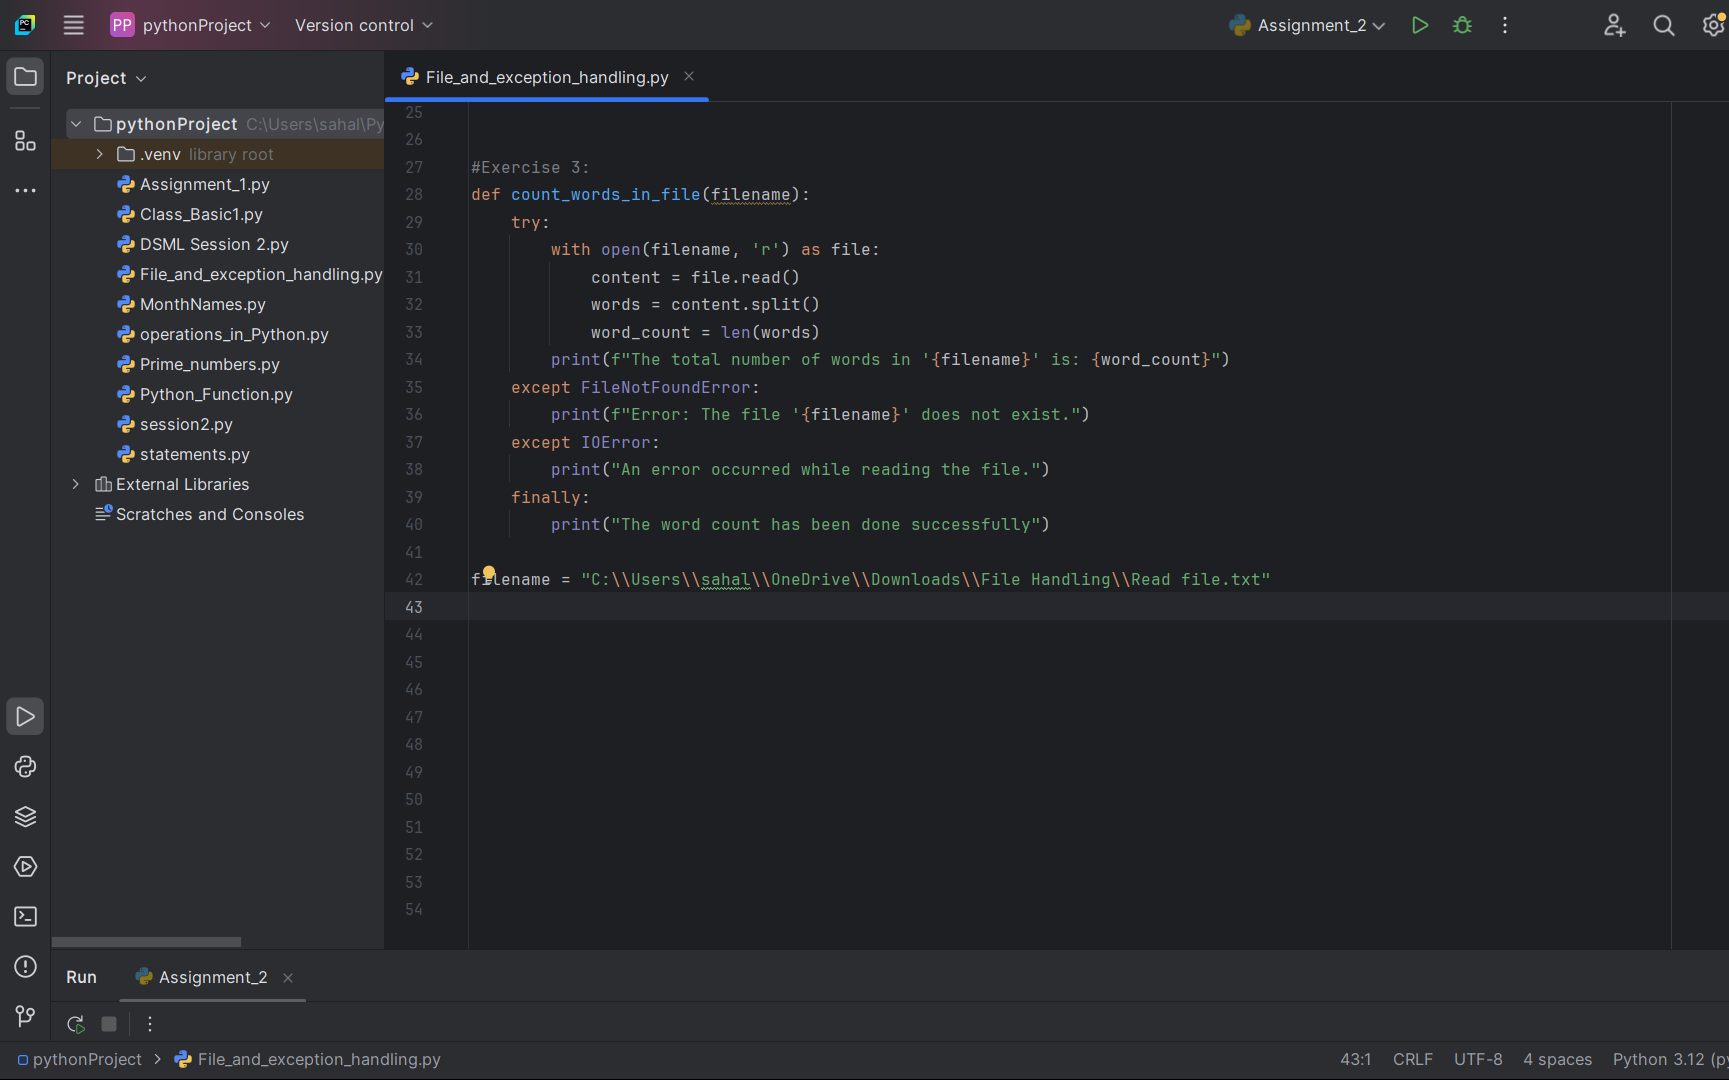 PC
PP pythonProject Version control Assignment_2
Project
File_and_exception_handling.py
pythonProject C:\Users\sahal\Py
.venv library root
Assignment_1.py
Class_Basic1.py
DSML Session 2.py
File_and_exception_handling.py
MonthNames.py
operations_in_Python.py
Prime_numbers.py
Python_Function.py
session2.py
statements.py
External Libraries
Scratches and Consoles
25
26
27 #Exercise 3:
28 def count_words_in_file(filename):
29     try:
30         with open(filename, 'r') as file:
31             content = file.read()
32             words = content.split()
33             word_count = len(words)
34         print(f"The total number of words in '{filename}' is: {word_count}")
35     except FileNotFoundError:
36         print(f"Error: The file '{filename}' does not exist.")
37     except IOError:
38         print("An error occurred while reading the file.")
39     finally:
40         print("The word count has been done successfully")
41
42 filename = "C:\\Users\\sahal\\OneDrive\\Downloads\\File Handling\\Read file.txt"
43
44
45
46
47
48
49
50
51
52
53
54
Run Assignment_2
pythonProject File_and_exception_handling.py 43:1 CRLF UTF-8 4 spaces Python 3.12 (py